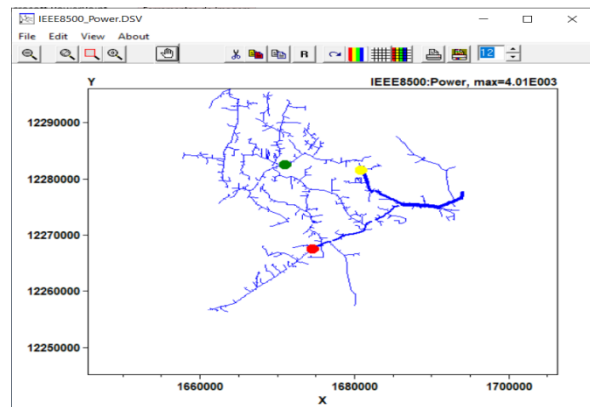 IEEE8500_Power.DSV
File Edit View About
R
12
Y
IEEE8500:Power, max=4.01E003
12290000
12280000
12270000
12260000
12250000
1660000 1680000 1700000
X